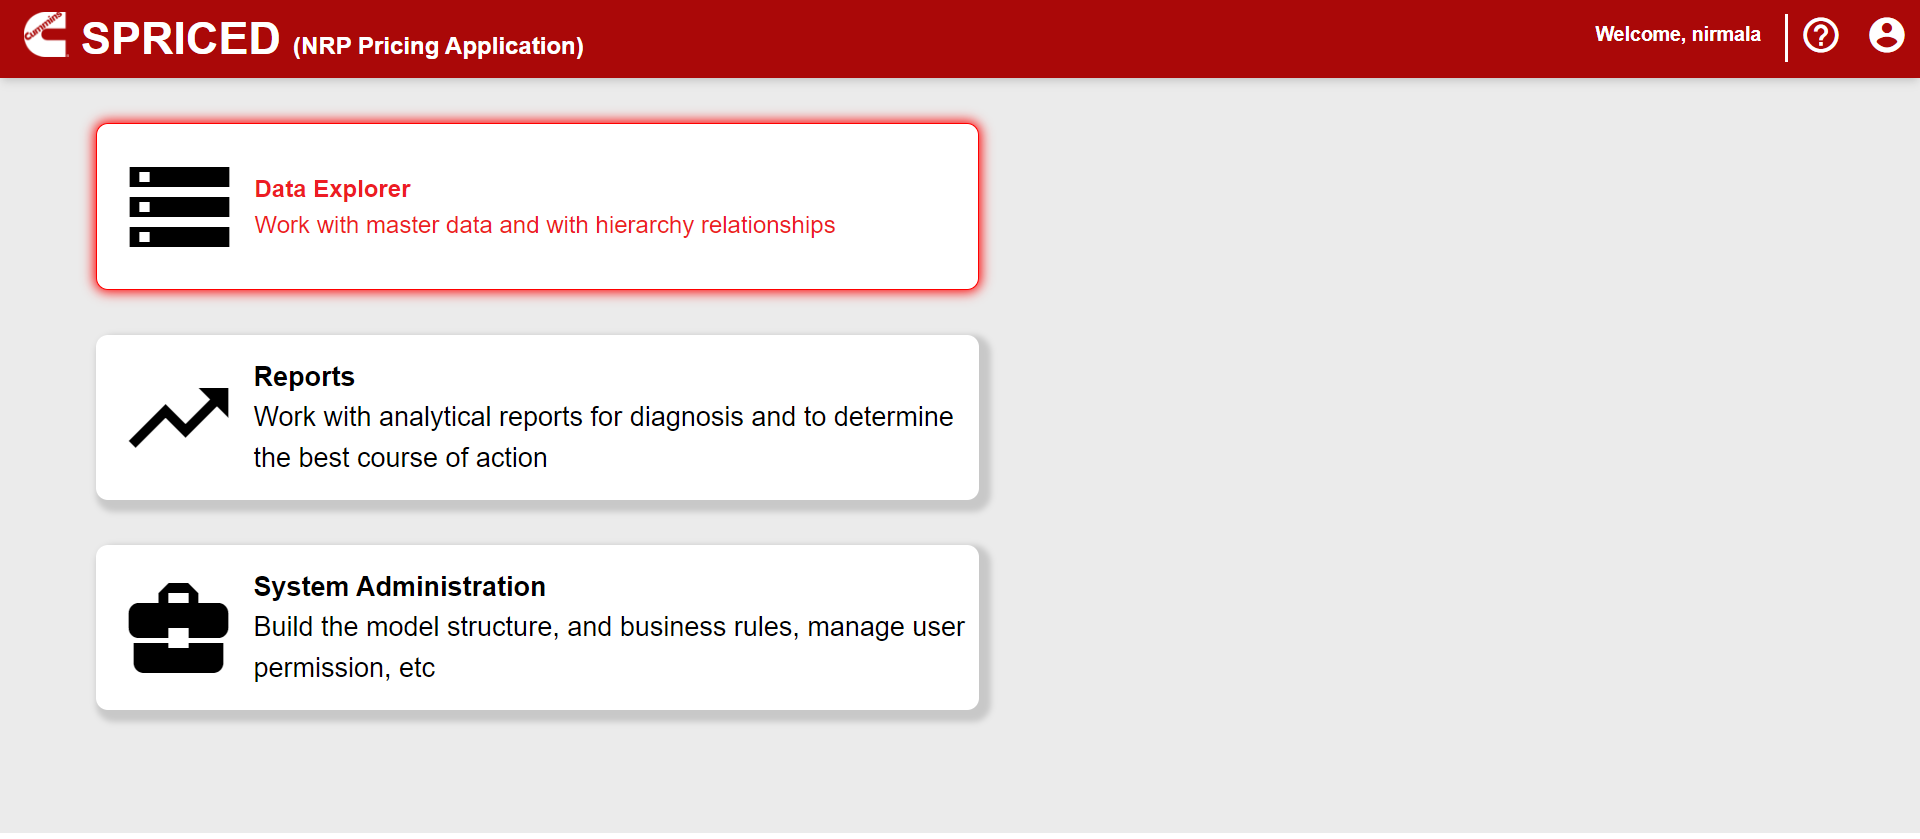 Cummins
SPRICED (NRP Pricing Application)
Welcome, nirmala
Data Explorer
Work with master data and with hierarchy relationships
Reports
Work with analytical reports for diagnosis and to determine
the best course of action
System Administration
Build the model structure, and business rules, manage user
permission, etc